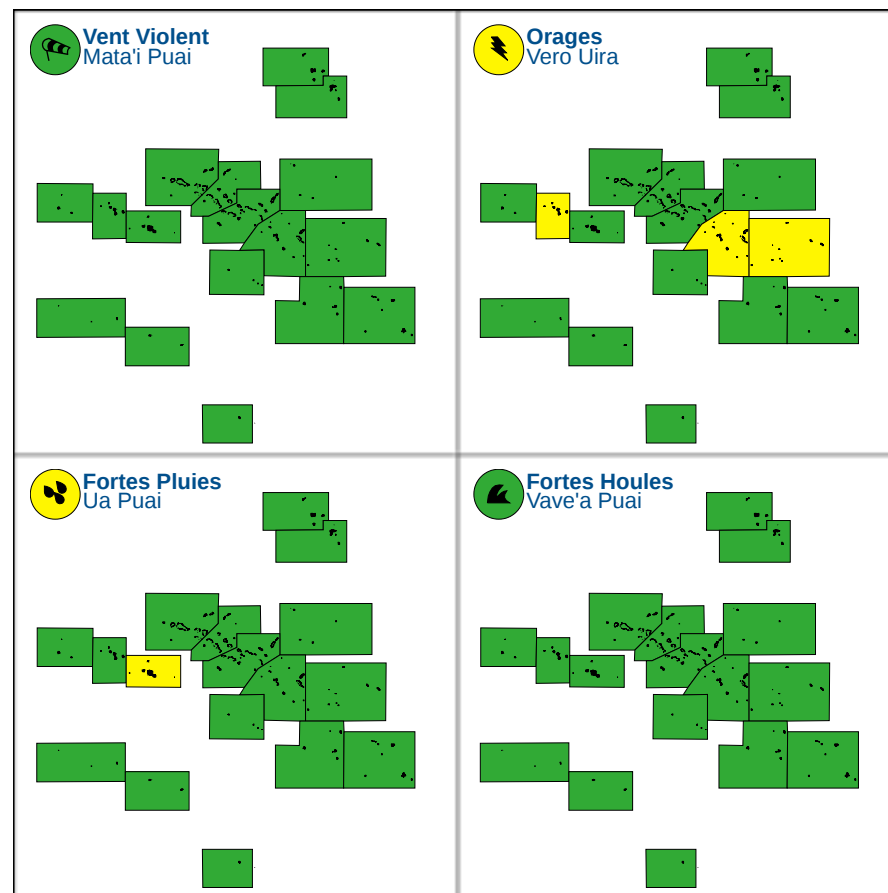 Vent Violent
Mata'i Puai
Orages
Vero Uira
Fortes Pluies
Ua Puai
Fortes Houles
Vave'a Puai